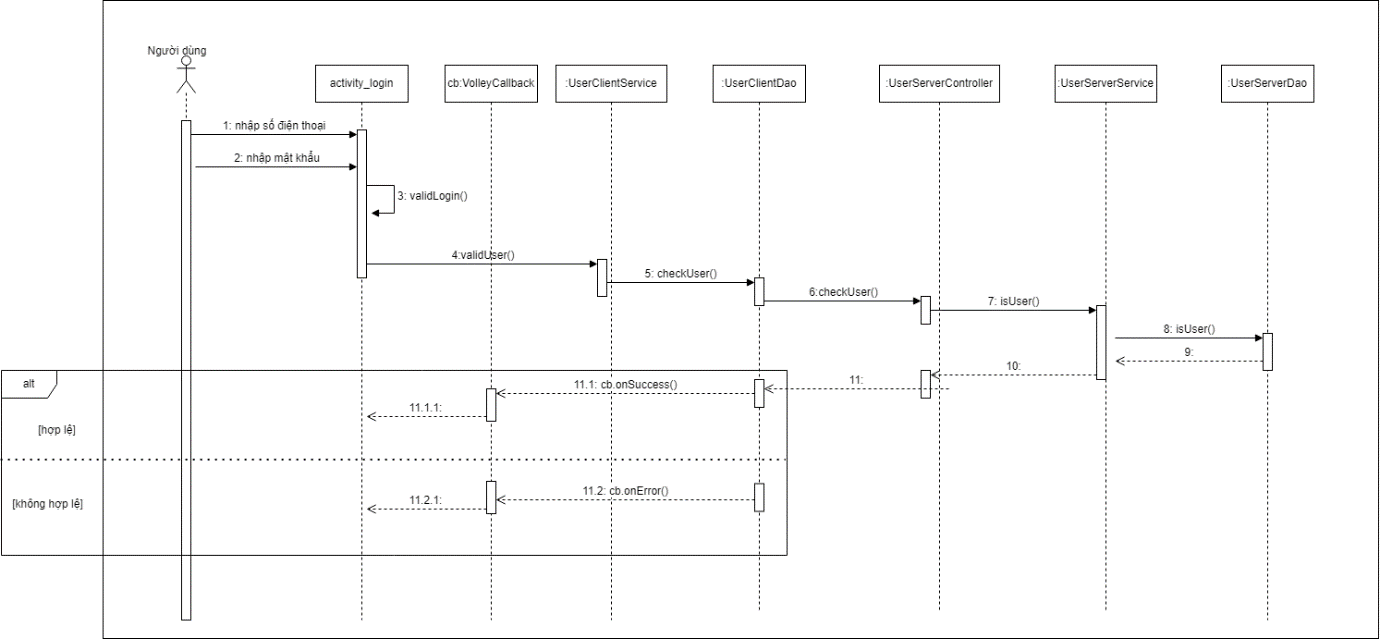 Người dùng
activity_login
cb:VolleyCallback
:UserClientService
:UserClientDao
:UserServerController
:UserServerService
:UserServerDao
1: nhập số điện thoại
2: nhập mật khẩu
3: validLogin()
4:validUser()
5: checkUser()
6:checkUser()
7: isUser()
8: isUser()
9:
10:
11:
alt
11.1: cb.onSuccess()
11.1.1:
[hợp lệ]
11.2: cb.onError()
11.2.1:
[không hợp lệ]